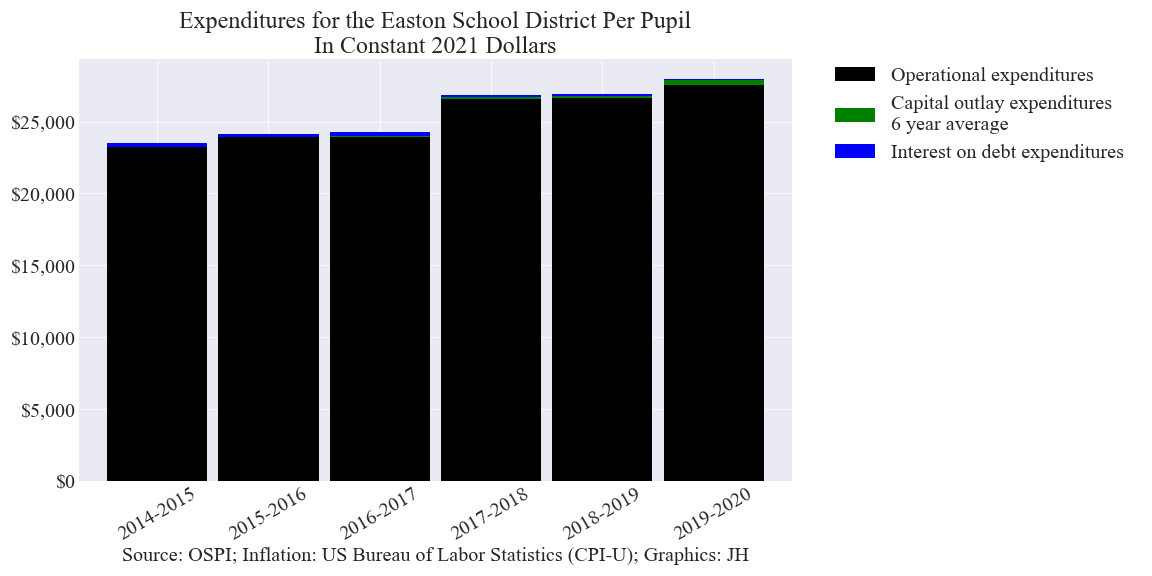 Expenditures for the Easton School District Per Pupil
In Constant 2021 Dollars
Operational expenditures
Capital outlay expenditures
6 year average
Interest on debt expenditures
$25,000
$20,000
$15,000
$10,000
$5,000
$0
2014-2015
2015-2016
2016-2017
2017-2018
2018-2019
2019-2020
Source: OSPI; Inflation: US Bureau of Labor Statistics (CPI-U); Graphics: JH